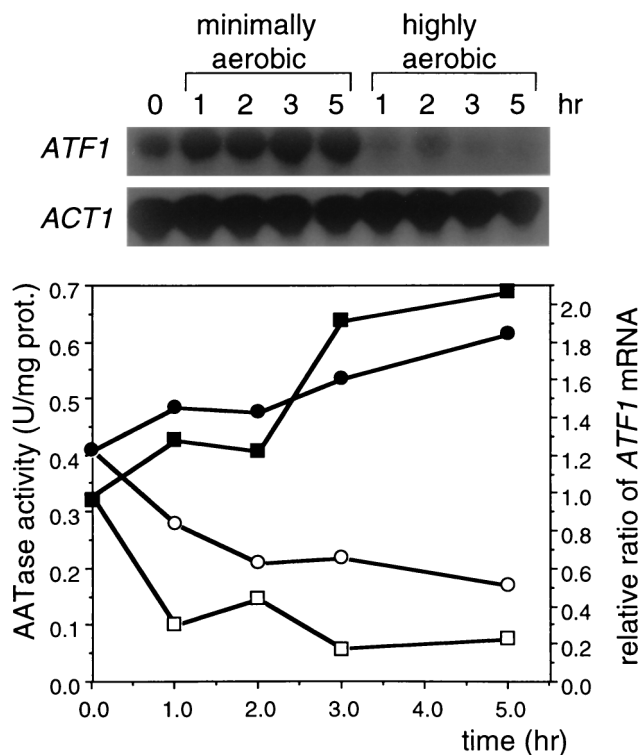 minimally aerobic highly aerobic
0 1 2 3 5 1 2 3 5 hr
ATF1
ACT1
AATase activity (U/mg prot.)
0.7
0.6
0.5
0.4
0.3
0.2
0.1
0.0
2.0
1.8
1.6
1.4
1.2
1.0
0.8
0.6
0.4
0.2
0.0
relative ratio of ATF1 mRNA
0.0 1.0 2.0 3.0 4.0 5.0
time (hr)